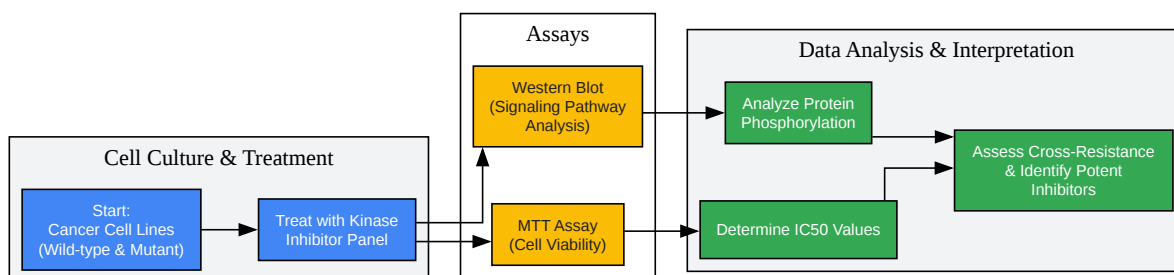 Cell Culture & Treatment
Start:
Cancer Cell Lines
(Wild-type & Mutant)
Treat with Kinase
Inhibitor Panel
Assays
Western Blot
(Signaling Pathway
Analysis)
MTT Assay
(Cell Viability)
Data Analysis & Interpretation
Analyze Protein
Phosphorylation
Determine IC50 Values
Assess Cross-Resistance
& Identify Potent
Inhibitors